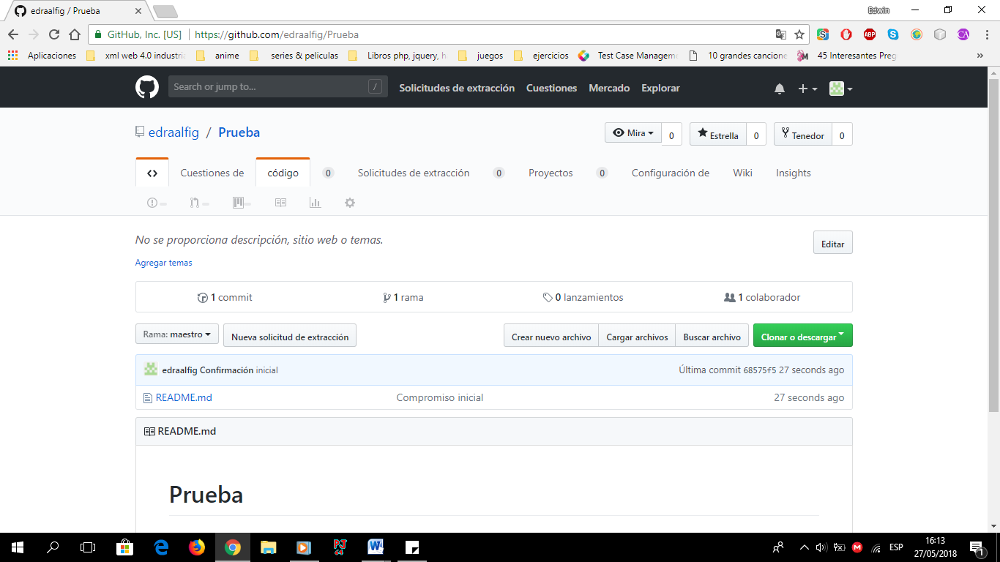 edraalfig / Prueba
Edwin
GitHub, Inc. [US] https://github.com/edraalfig/Prueba
Aplicaciones xml web 4.0 industri anime series & peliculas Libros php, jquery, h juegos ejercicios Test Case Managem 10 grandes cancione 45 Interesantes Preg »
Search or jump to... / Solicitudes de extracción Cuestiones Mercado Explorar
edraalfig / Prueba Mira 0 Estrella 0 Tenedor 0
Cuestiones de código 0 Solicitudes de extracción 0 Proyectos 0 Configuración de Wiki Insights
No se proporciona descripción, sitio web o temas. Editar
Agregar temas
1 commit 1 rama 0 lanzamientos 1 colaborador
Rama: maestro Nueva solicitud de extracción Crear nuevo archivo Cargar archivos Buscar archivo Clonar o descargar
edraalfig Confirmación inicial Última commit 68575f5 27 seconds ago
README.md Compromiso inicial 27 seconds ago
README.md
Prueba
ESP 16:13
27/05/2018 1